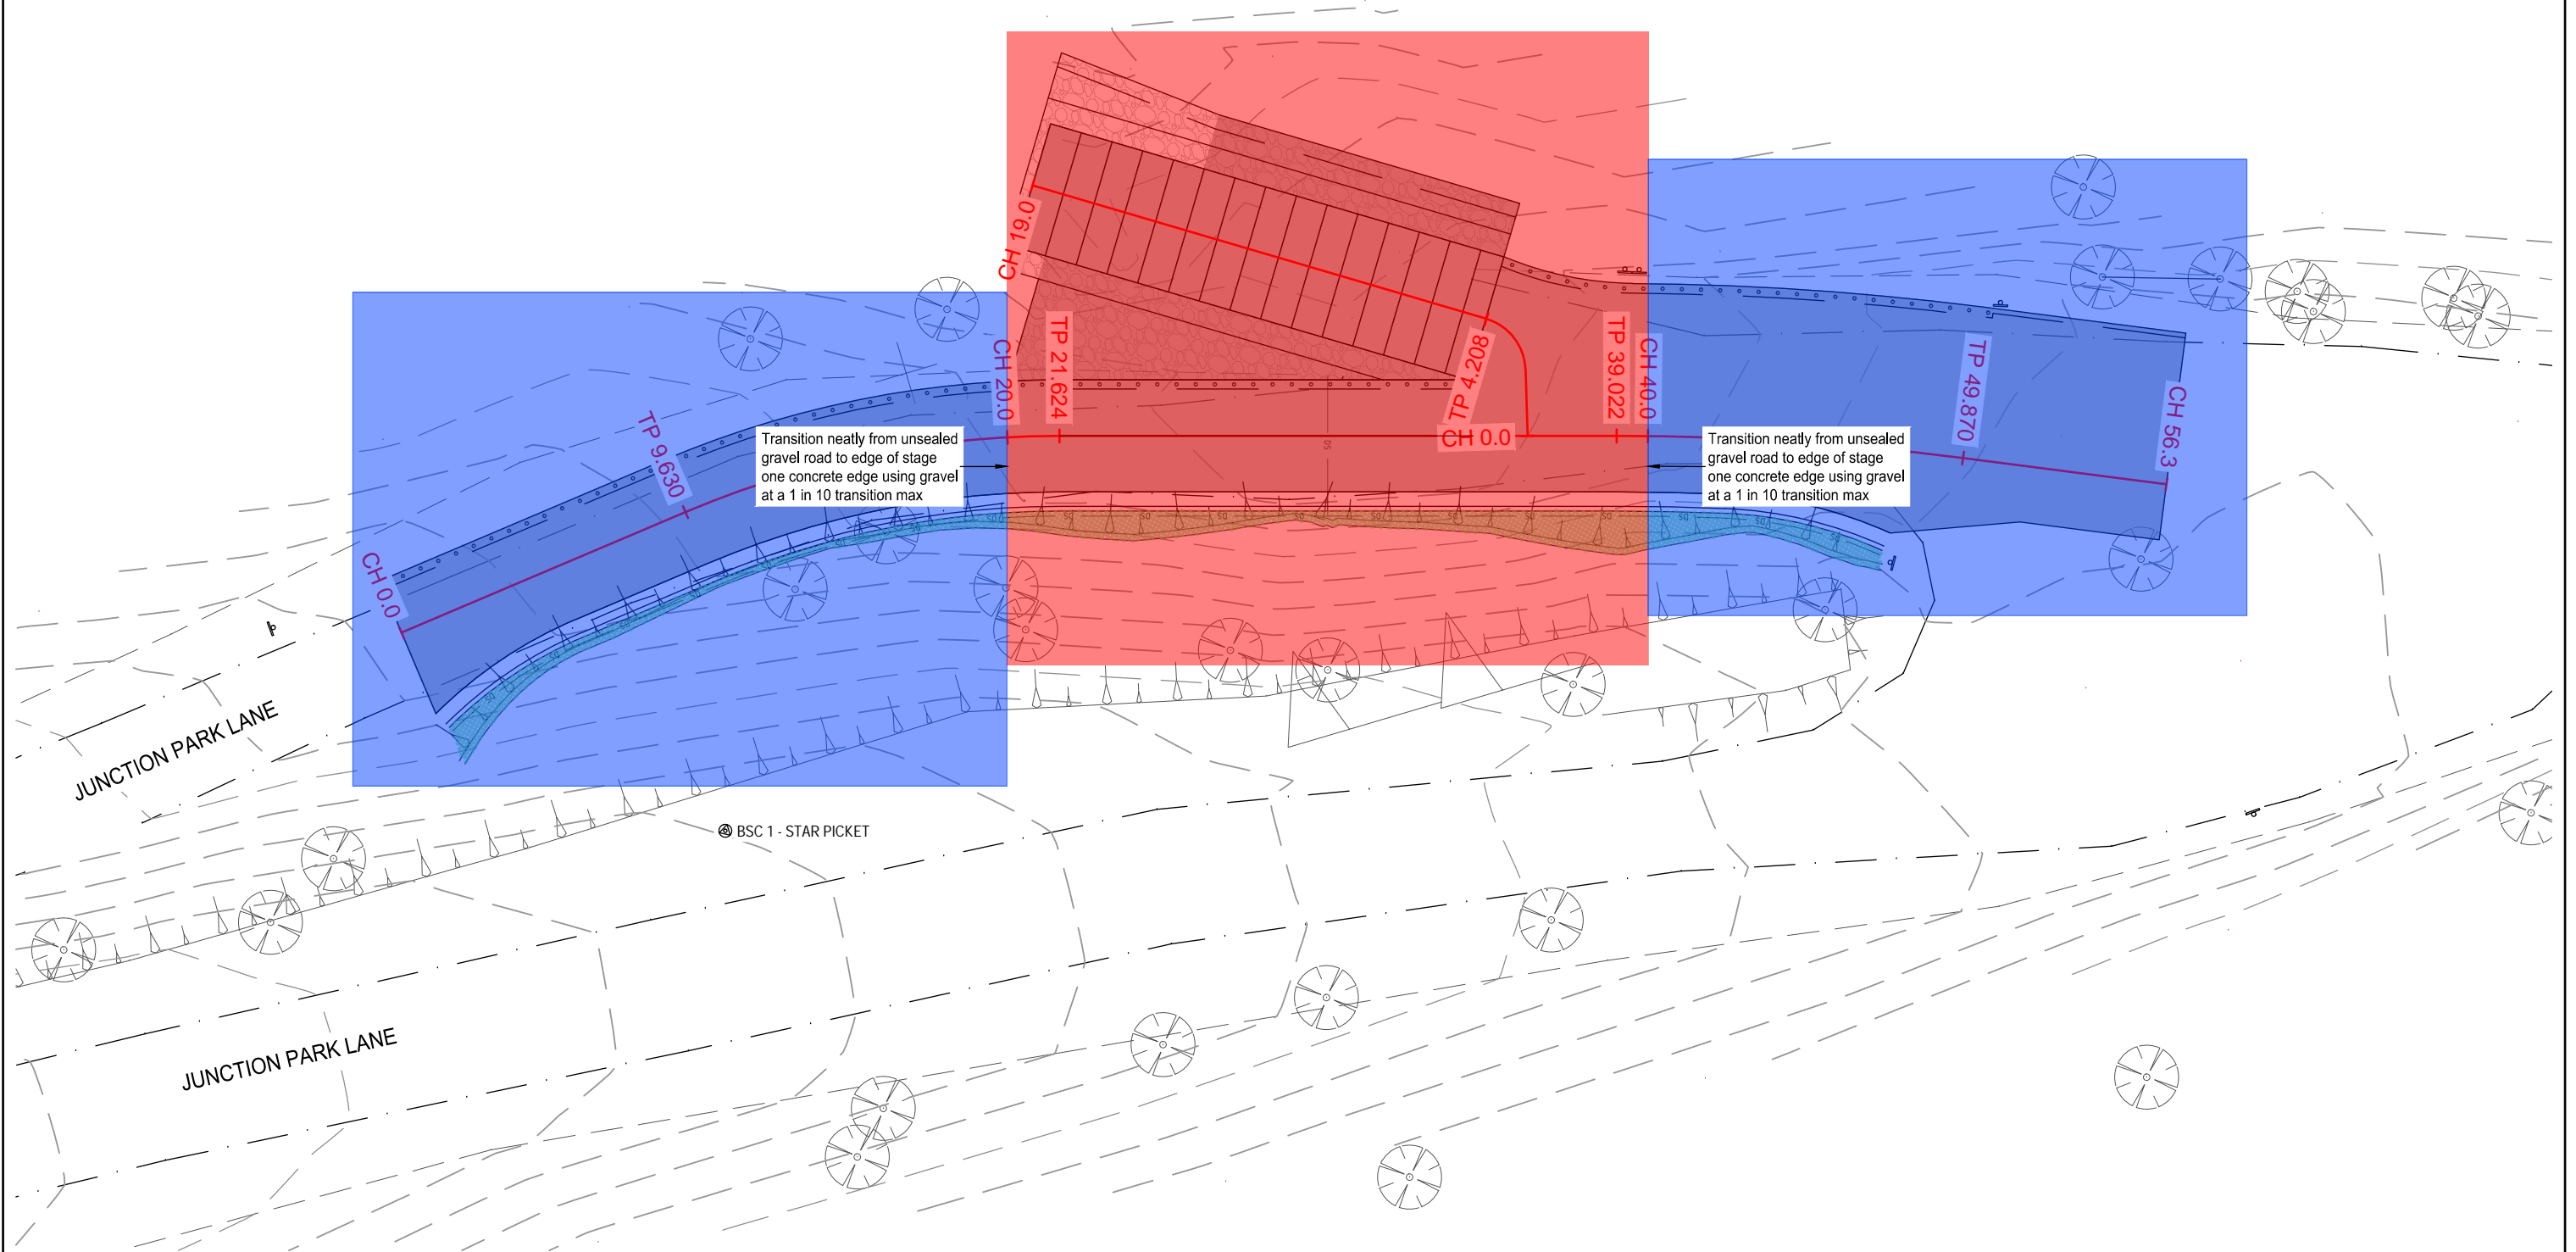 CH 19.0
CH 20.0
TP 21.624
TP 4.208
CH 0.0
TP 39.022
CH 40.0
TP 49.870
CH 56.3
TP 9.630
CH 0.0
Transition neatly from unsealed
gravel road to edge of stage
one concrete edge using gravel
at a 1 in 10 transition max
Transition neatly from unsealed
gravel road to edge of stage
one concrete edge using gravel
at a 1 in 10 transition max
JUNCTION PARK LANE
BSC 1 - STAR PICKET
JUNCTION PARK LANE